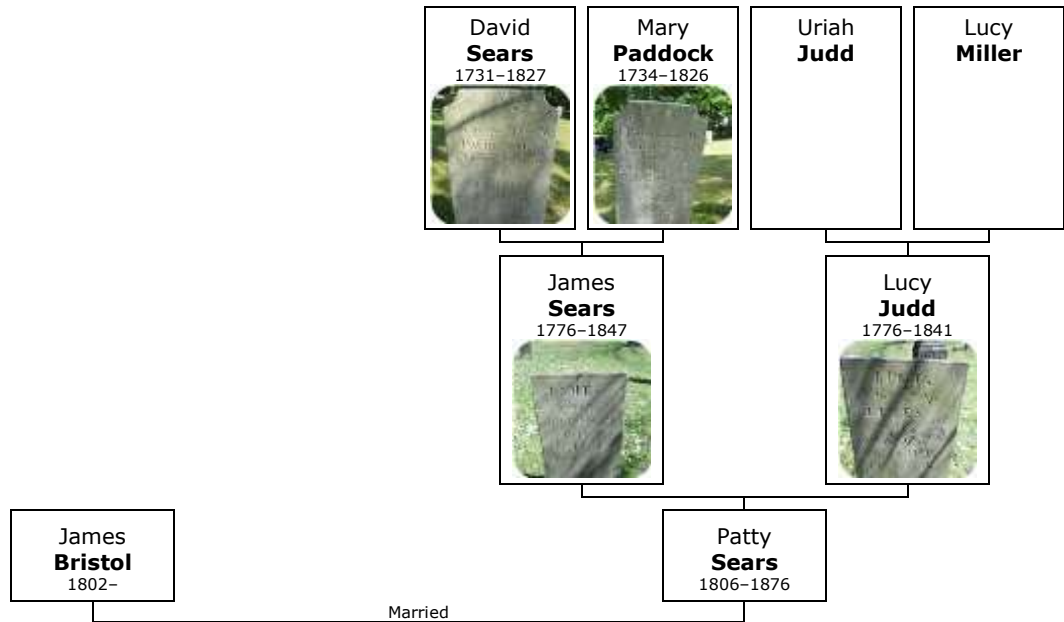 David
Sears
1731–1827
Mary
Paddock
1734–1826
Uriah
Judd
Lucy
Miller
James
Sears
1776–1847
Lucy
Judd
1776–1841
James
Bristol
1802–
Patty
Sears
1806–1876
Married